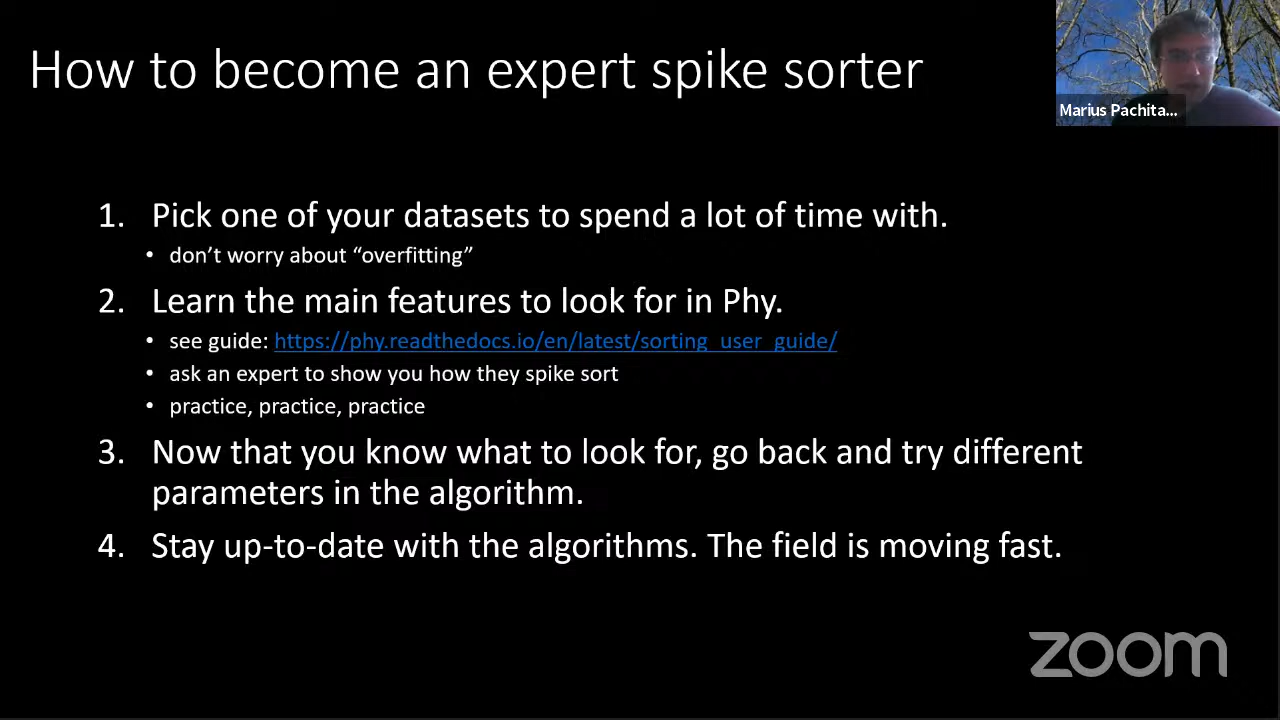 How to become an expert spike sorter
Marius Pachita...
1. Pick one of your datasets to spend a lot of time with.
• don’t worry about “overfitting”
2. Learn the main features to look for in Phy.
• see guide: https://phy.readthedocs.io/en/latest/sorting_user_guide/
• ask an expert to show you how they spike sort
• practice, practice, practice
3. Now that you know what to look for, go back and try different
parameters in the algorithm.
4. Stay up-to-date with the algorithms. The field is moving fast.
zoom